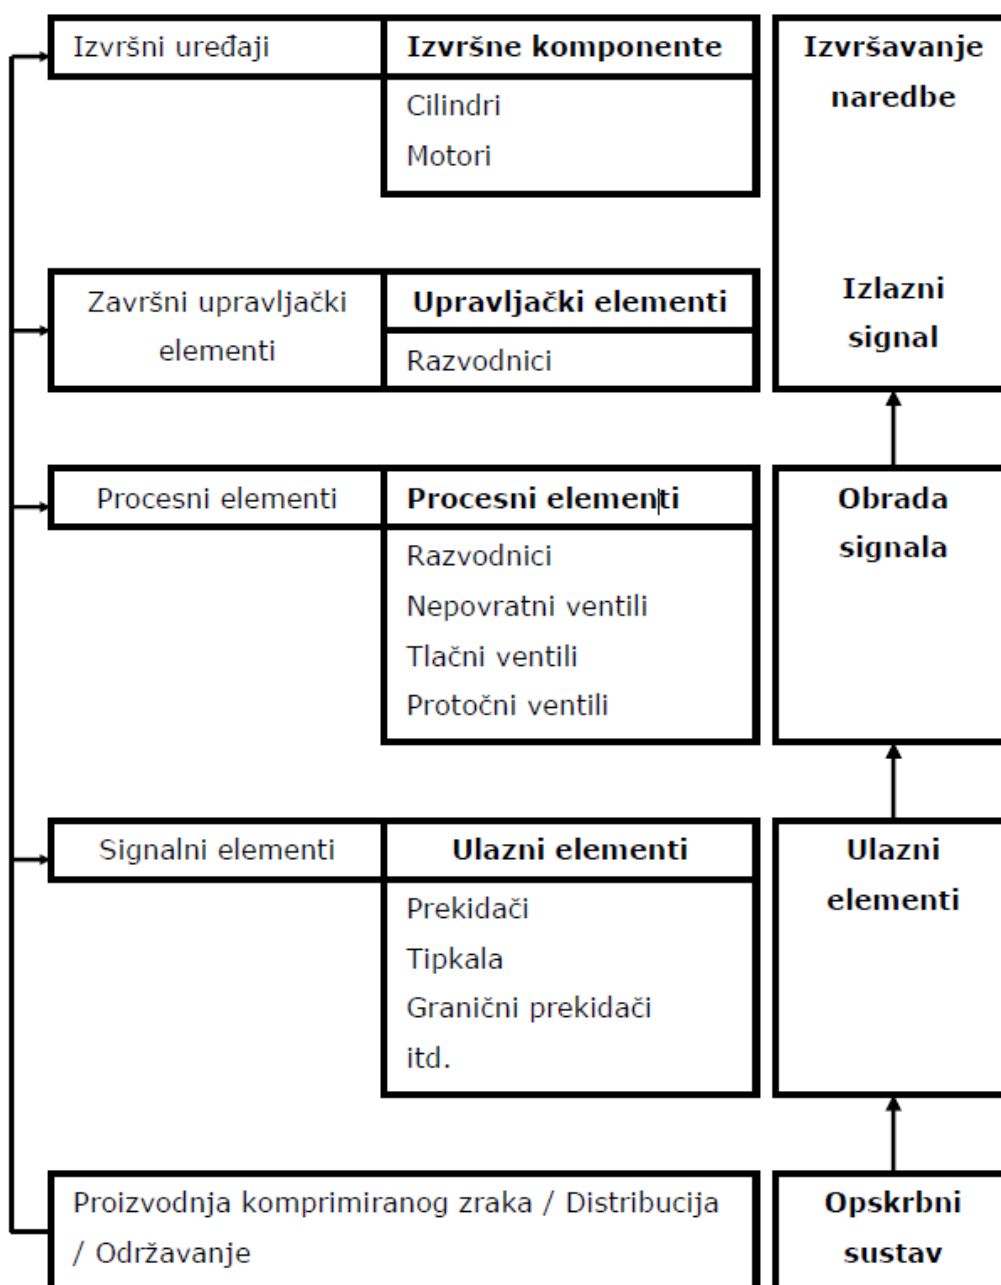 Izvršni uređaji
Izvršne komponente
Izvršavanje
naredbe
Cilindri
Motori
Završni upravljački
elementi
Upravljački elementi
Razvodnici
Izlazni
signal
Procesni elementi
Procesni elementi
Obrada
signala
Razvodnici
Nepovratni ventili
Tlačni ventili
Protočni ventili
Signalni elementi
Ulazni elementi
Ulazni
elementi
Prekidači
Tipkala
Granični prekidači
itd.
Proizvodnja komprimiranog zraka / Distribucija
/ Održavanje
Opskrbni
sustav